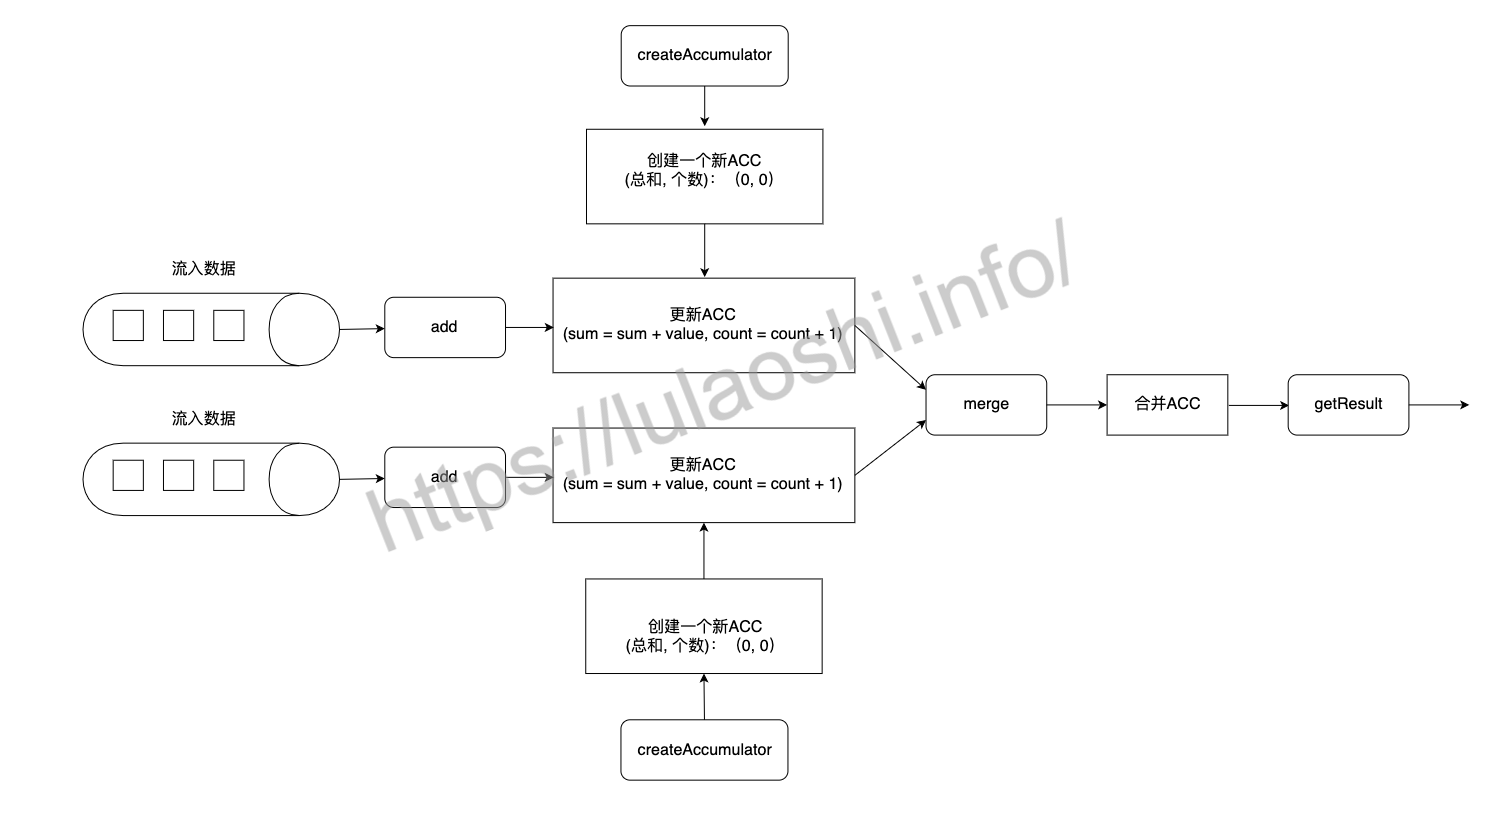 createAccumulator
创建一个新ACC
(总和, 个数)： （0, 0）
流入数据
add
更新ACC
(sum = sum + value, count = count + 1)
流入数据
add
更新ACC
(sum = sum + value, count = count + 1)
merge
合并ACC
getResult
创建一个新ACC
(总和, 个数)： （0, 0）
createAccumulator
https://lulaoshi.info/